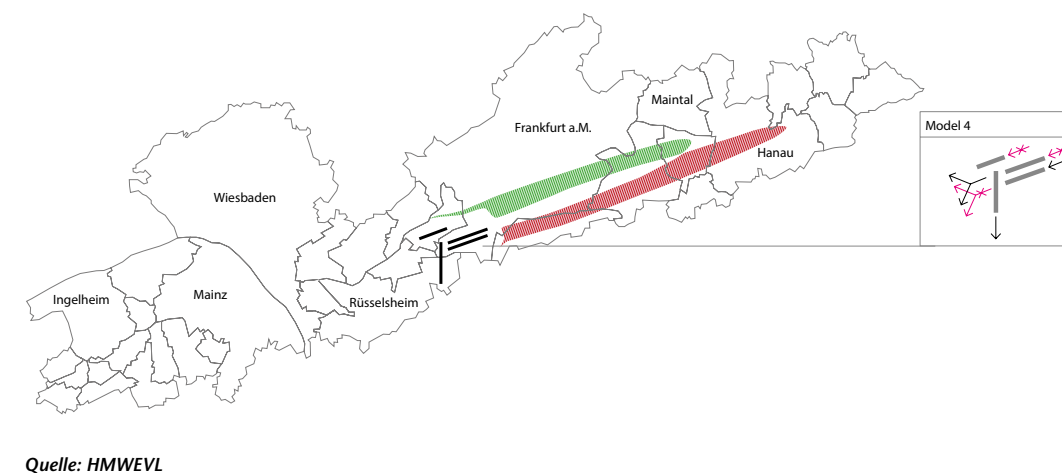 Maintal
Frankfurt a.M.
Model 4
Hanau
Wiesbaden
Ingelheim
Mainz
Rüsselsheim
Quelle: HMWEVL